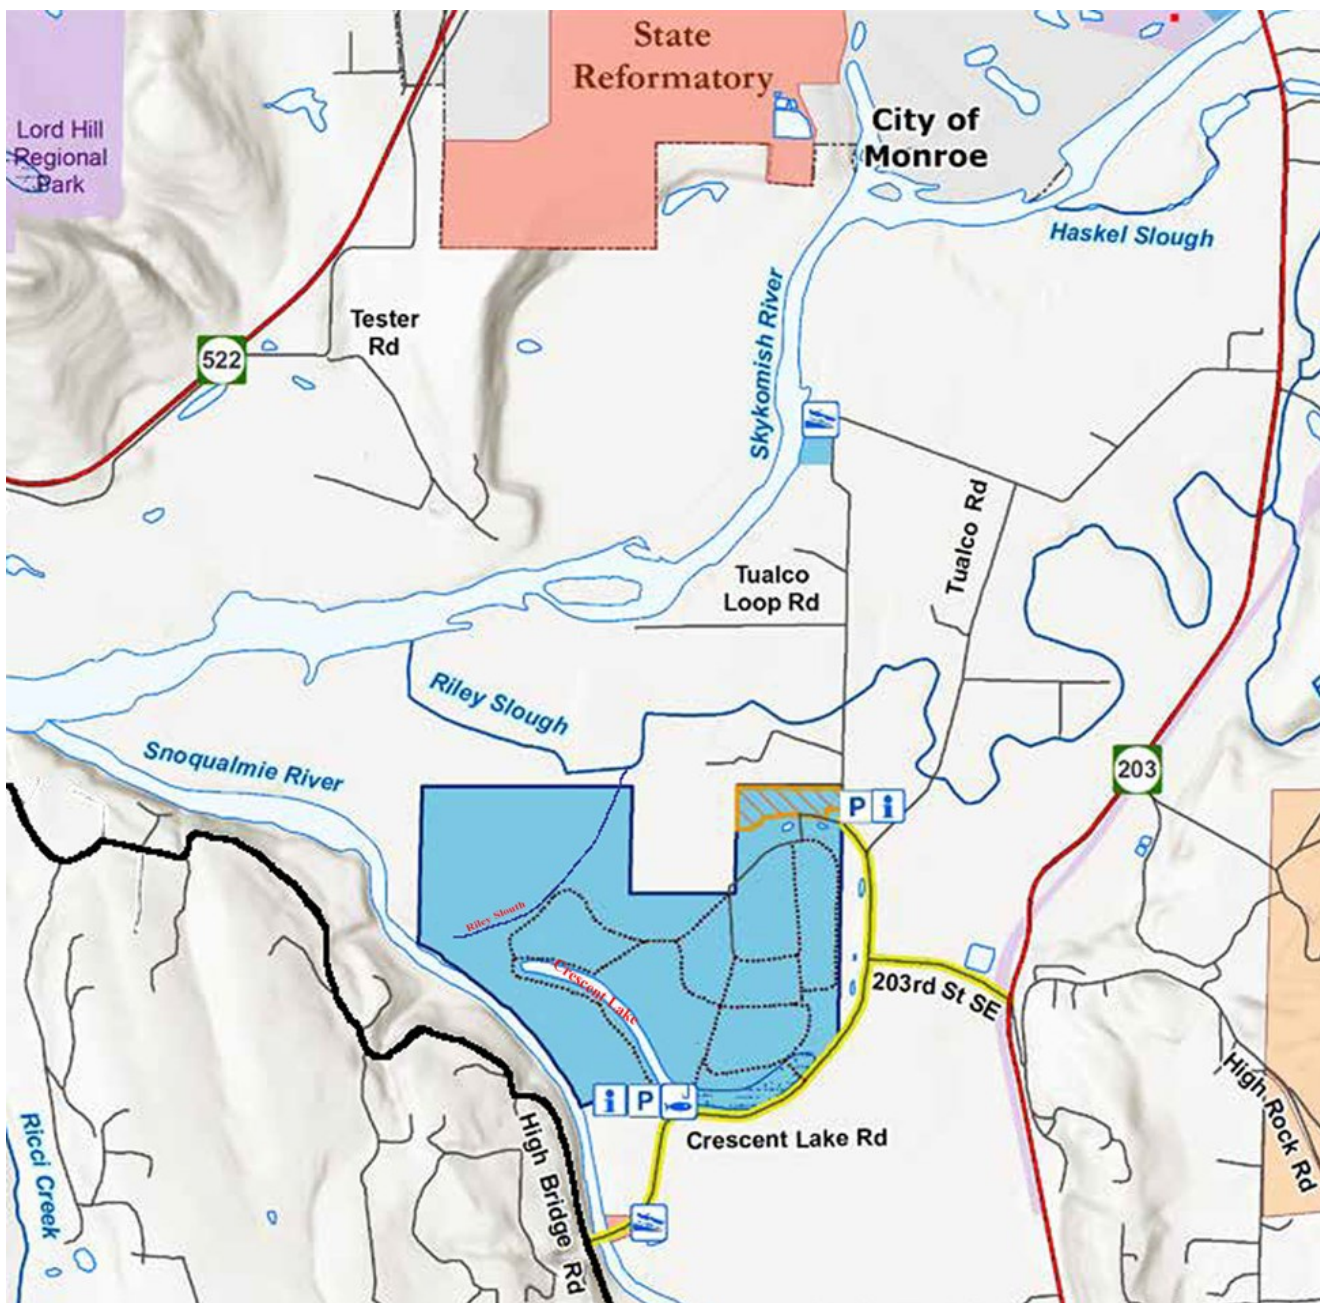 State
Reformatory
City of
Monroe
Lord Hill
Regional
Park
Haskel Slough
Tester
Rd
522
Skykomish River
Tualco Rd
Tualco
Loop Rd
Riley Slough
Snoqualmie River
203
P
i
Riley Slouth
Crescent Lake
203rd St SE
High Rock Rd
i
P
Crescent Lake Rd
High Bridge Rd
Ricci Creek